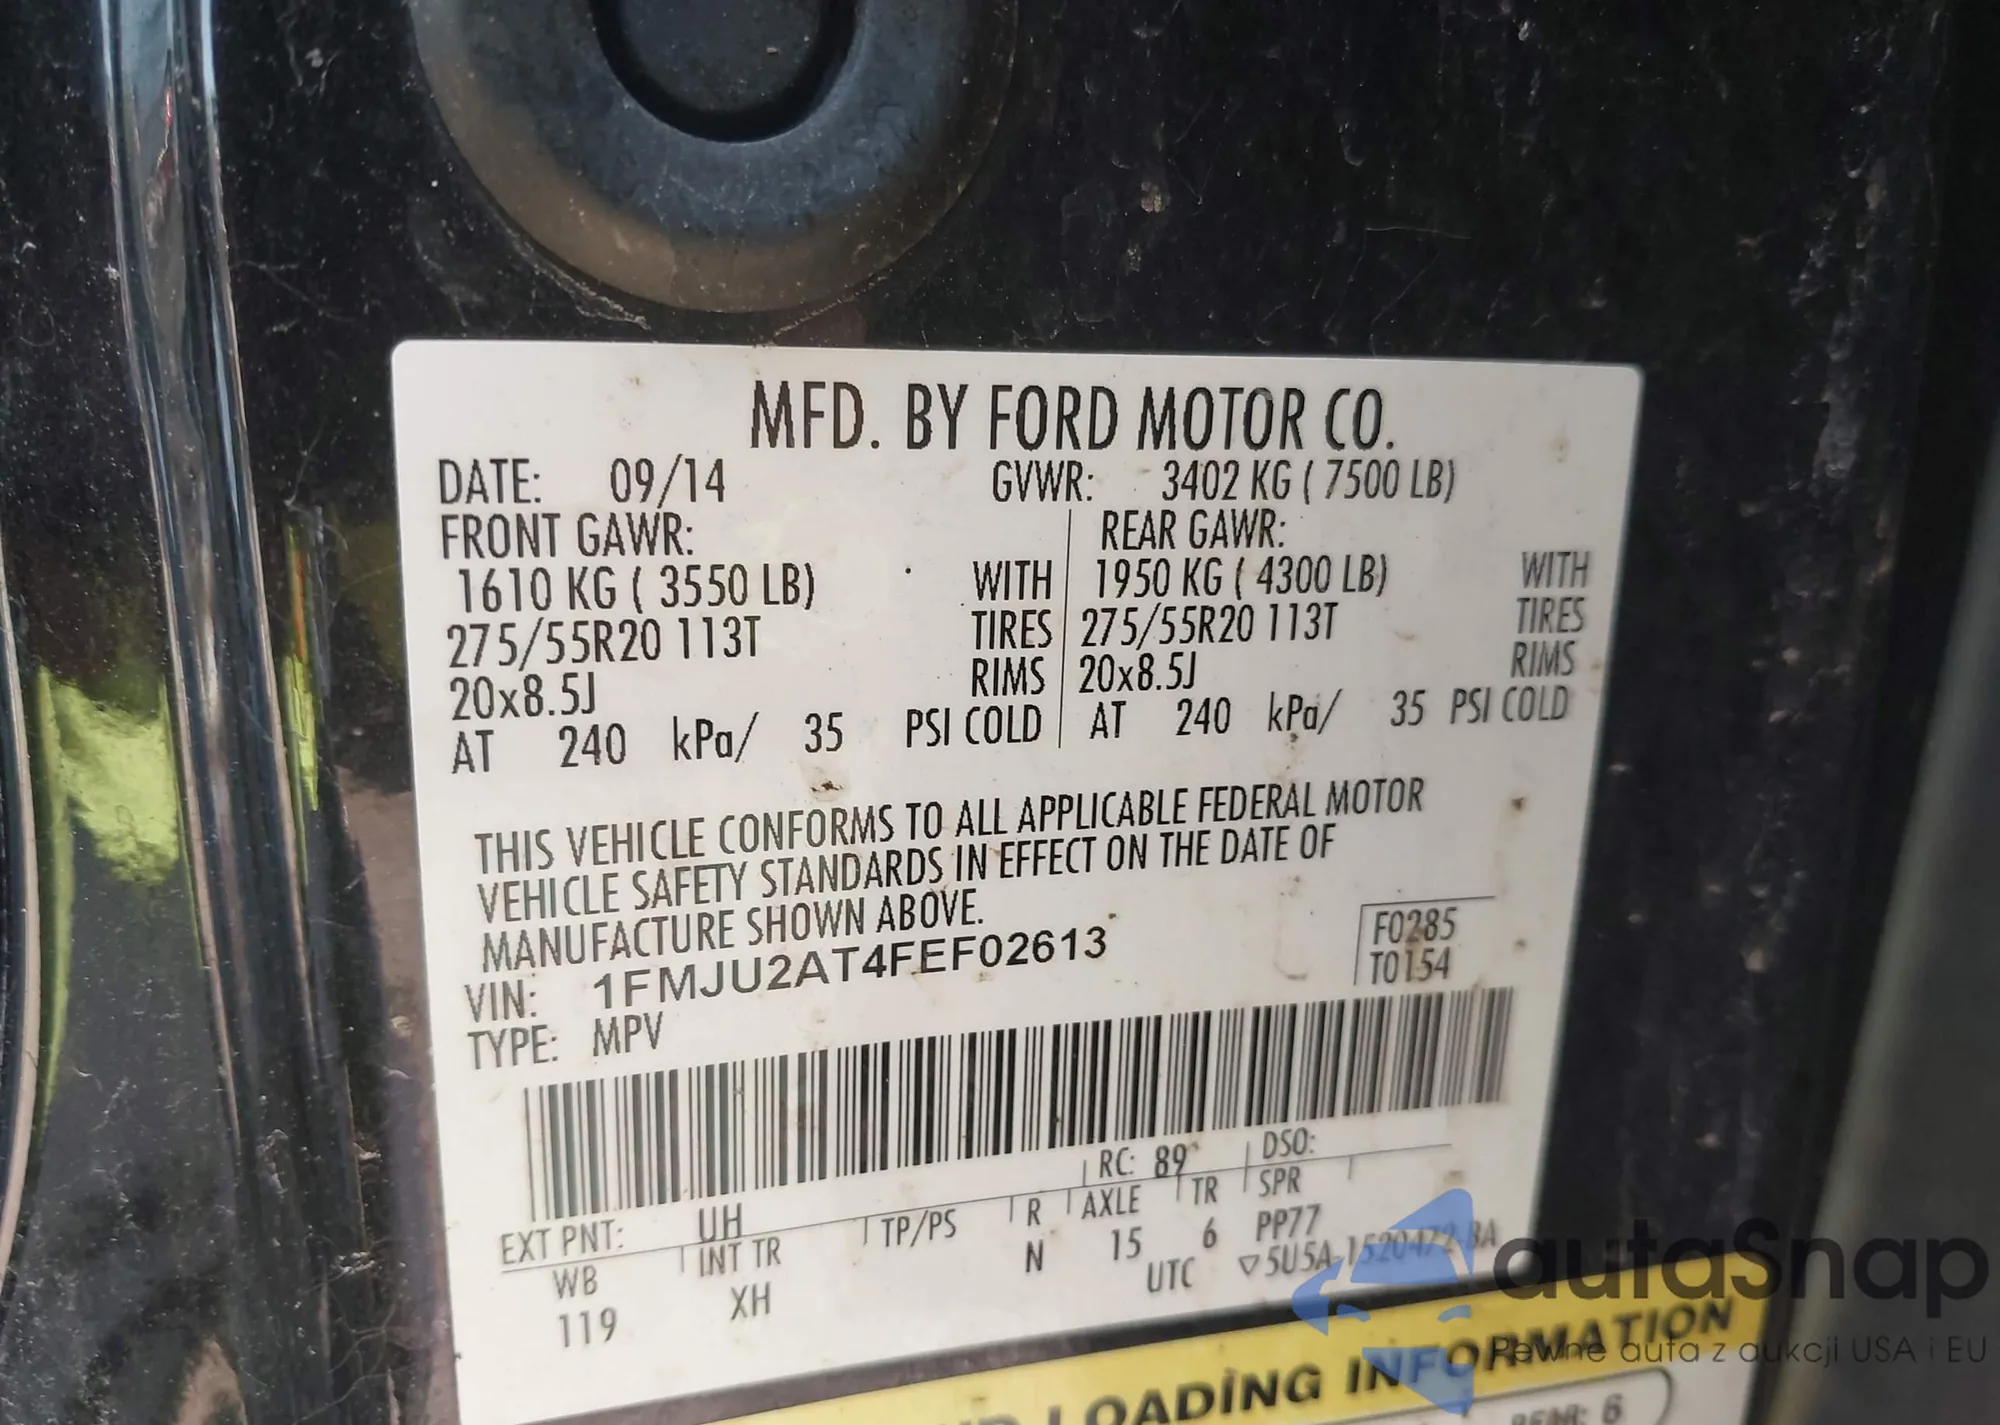 MFD. BY FORD MOTOR CO.
DATE: 09/14 GVWR: 3402 KG ( 7500 LB)
FRONT GAWR: REAR GAWR:
1610 KG ( 3550 LB) WITH 1950 KG ( 4300 LB) WITH
275/55R20 113T TIRES 275/55R20 113T TIRES
20x8.5J RIMS 20x8.5J RIMS
AT 240 kPa/ 35 PSI COLD AT 240 kPa/ 35 PSI COLD
THIS VEHICLE CONFORMS TO ALL APPLICABLE FEDERAL MOTOR
VEHICLE SAFETY STANDARDS IN EFFECT ON THE DATE OF
MANUFACTURE SHOWN ABOVE.
F0285
T0154
VIN: 1FMJU2AT4FEF02613
TYPE: MPV
RC: 89 DSO:
EXT PNT: UH
WB INT TR TP/PS R AXLE TR SPR
119 XH N 15 6 PP77
UTC ▽5U5A-1520472-BA
LOADING INFORMATION
REAR: 6
autaSnap
Pewne auta z aukcji USA i EU